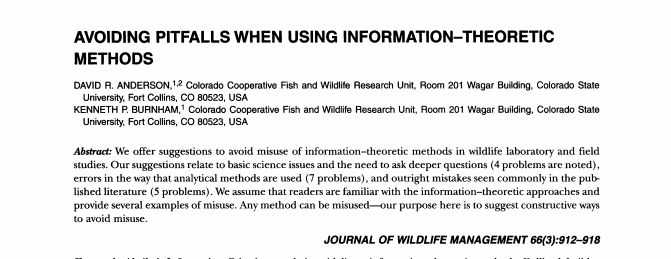 AVOIDING PITFALLS WHEN USING INFORMATION–THEORETIC
METHODS
DAVID R. ANDERSON,1,2 Colorado Cooperative Fish and Wildlife Research Unit, Room 201 Wagar Building, Colorado State
University, Fort Collins, CO 80523, USA
KENNETH P. BURNHAM,1 Colorado Cooperative Fish and Wildlife Research Unit, Room 201 Wagar Building, Colorado State
University, Fort Collins, CO 80523, USA
Abstract: We offer suggestions to avoid misuse of information–theoretic methods in wildlife laboratory and field
studies. Our suggestions relate to basic science issues and the need to ask deeper questions (4 problems are noted),
errors in the way that analytical methods are used (7 problems), and outright mistakes seen commonly in the pub-
lished literature (5 problems). We assume that readers are familiar with the information–theoretic approaches and
provide several examples of misuse. Any method can be misused—our purpose here is to suggest constructive ways
to avoid misuse.
JOURNAL OF WILDLIFE MANAGEMENT 66(3):912–918